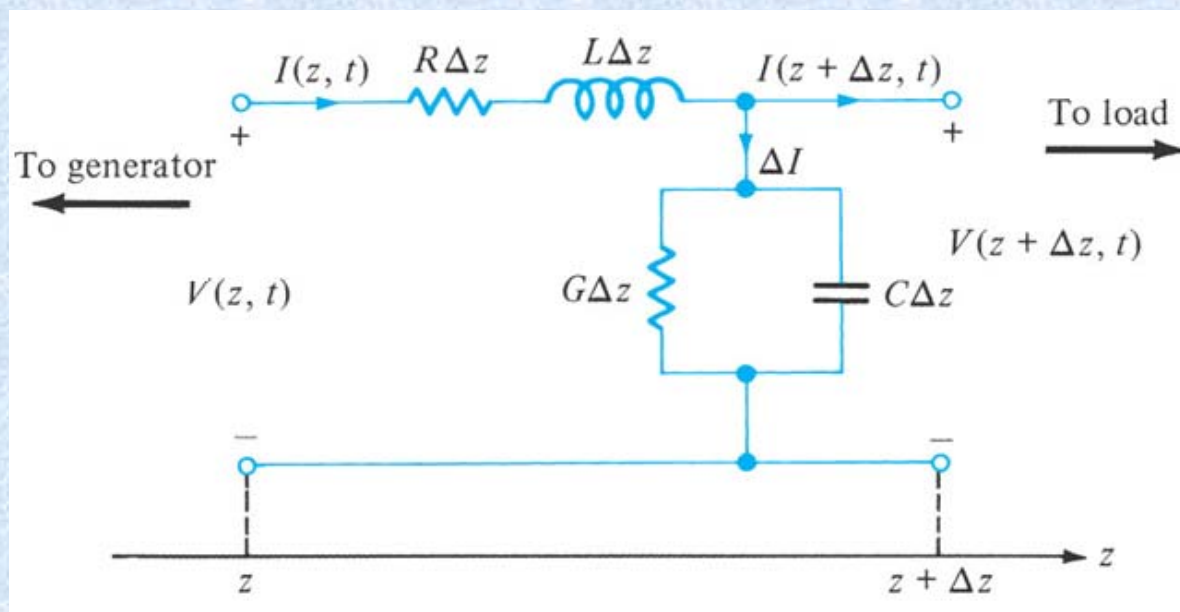 I(z, t)
RΔz
LΔz
I(z + Δz, t)
+
+
To load
To generator
ΔI
V(z, t)
GΔz
CΔz
V(z + Δz, t)
−
−
z
z + Δz
z